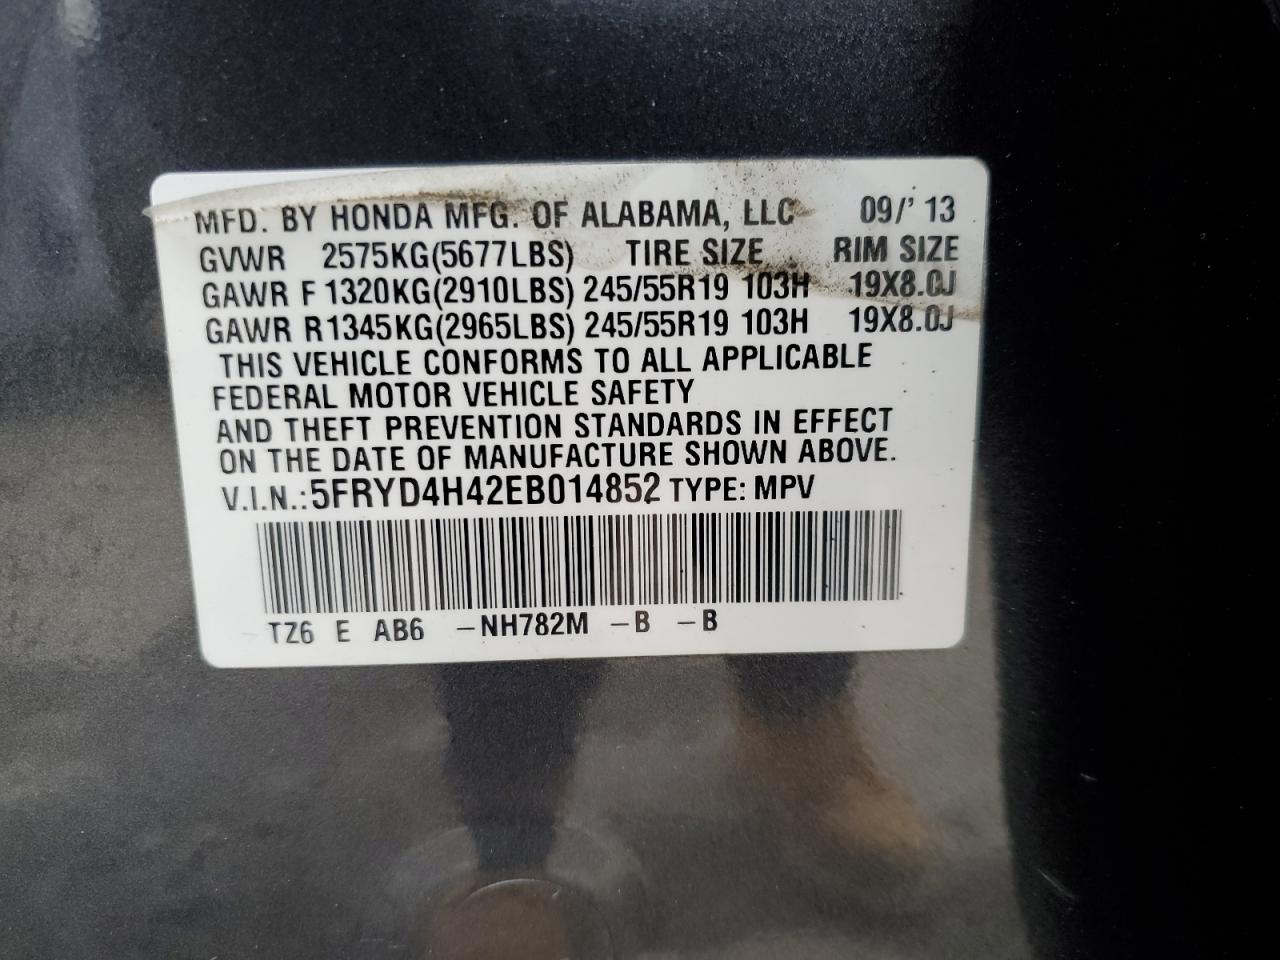 MFD. BY HONDA MFG. OF ALABAMA, LLC 09/' 13
GVWR 2575KG(5677LBS) TIRE SIZE RIM SIZE
GAWR F 1320KG(2910LBS) 245/55R19 103H 19X8.0J
GAWR R1345KG(2965LBS) 245/55R19 103H 19X8.0J
THIS VEHICLE CONFORMS TO ALL APPLICABLE
FEDERAL MOTOR VEHICLE SAFETY
AND THEFT PREVENTION STANDARDS IN EFFECT
ON THE DATE OF MANUFACTURE SHOWN ABOVE.
V.I.N.:5FRYD4H42EB014852 TYPE: MPV
TZ6 E AB6 –NH782M –B –B